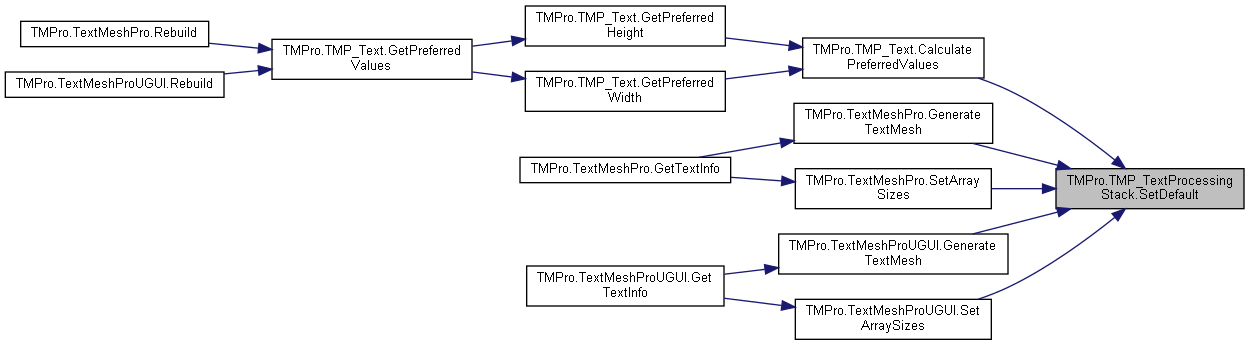 TMPro.TextMeshPro.Rebuild
TMPro.TextMeshProUGUI.Rebuild
TMPro.TMP_Text.GetPreferred
Values
TMPro.TMP_Text.GetPreferred
Height
TMPro.TMP_Text.GetPreferred
Width
TMPro.TMP_Text.Calculate
PreferredValues
TMPro.TextMeshPro.Generate
TextMesh
TMPro.TextMeshPro.GetTextInfo
TMPro.TextMeshPro.SetArray
Sizes
TMPro.TMP_TextProcessing
Stack.SetDefault
TMPro.TextMeshProUGUI.Generate
TextMesh
TMPro.TextMeshProUGUI.Get
TextInfo
TMPro.TextMeshProUGUI.Set
ArraySizes